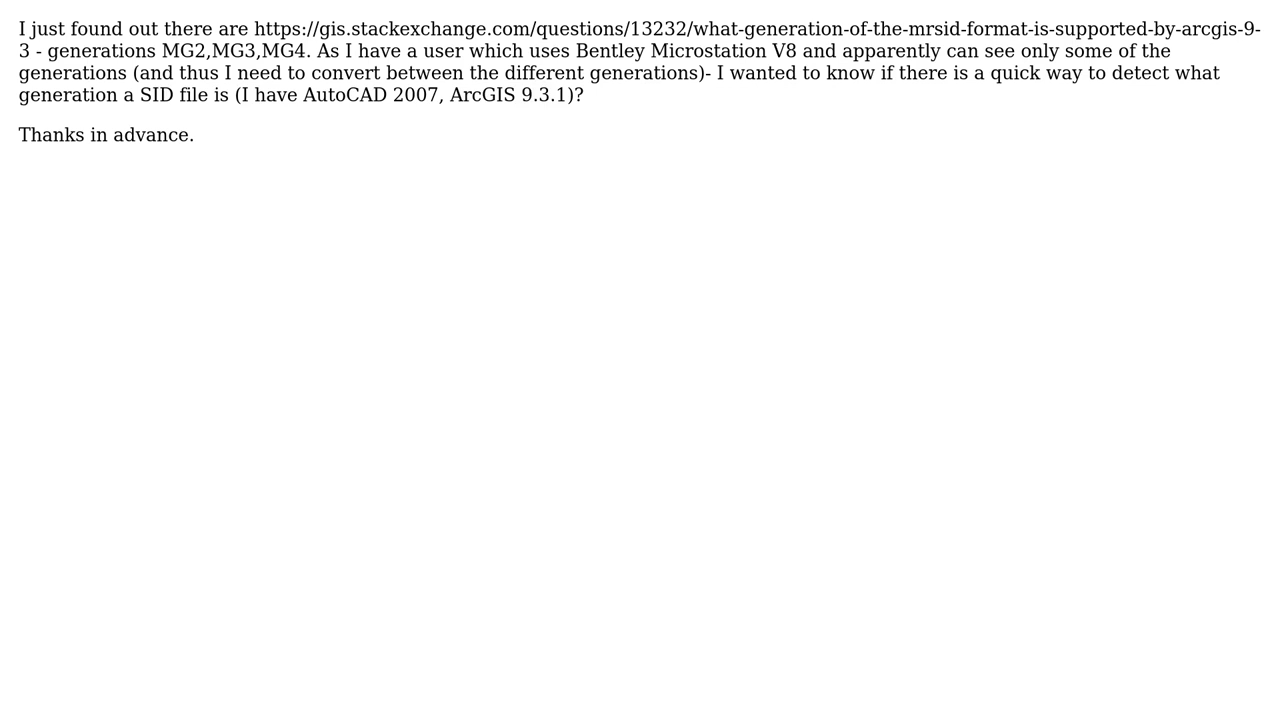 I just found out there are https://gis.stackexchange.com/questions/13232/what-generation-of-the-mrsid-format-is-supported-by-arcgis-9-
3 - generations MG2,MG3,MG4. As I have a user which uses Bentley Microstation V8 and apparently can see only some of the
generations (and thus I need to convert between the different generations)- I wanted to know if there is a quick way to detect what
generation a SID file is (I have AutoCAD 2007, ArcGIS 9.3.1)?
Thanks in advance.